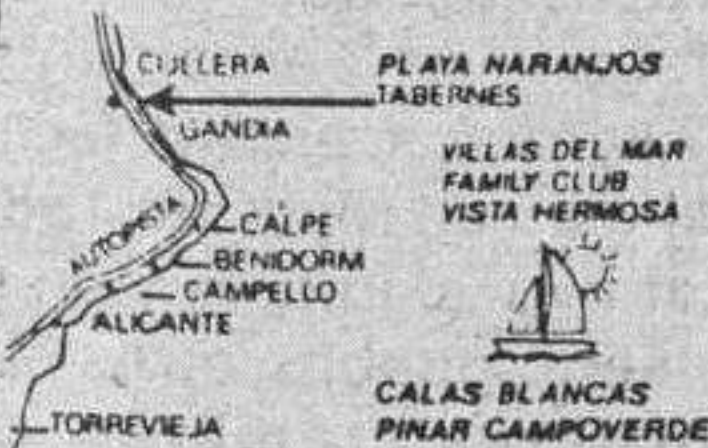 CULLERA
PLAYA NARANJOS
TABERNES
GANDIA
VILLAS DEL MAR
FAMILY CLUB
VISTA HERMOSA
AUTOPISTA
CALPE
BENIDORM
CAMPELLO
ALICANTE
CALAS BLANCAS
PINAR CAMPOVERDE
TORREVIEJA